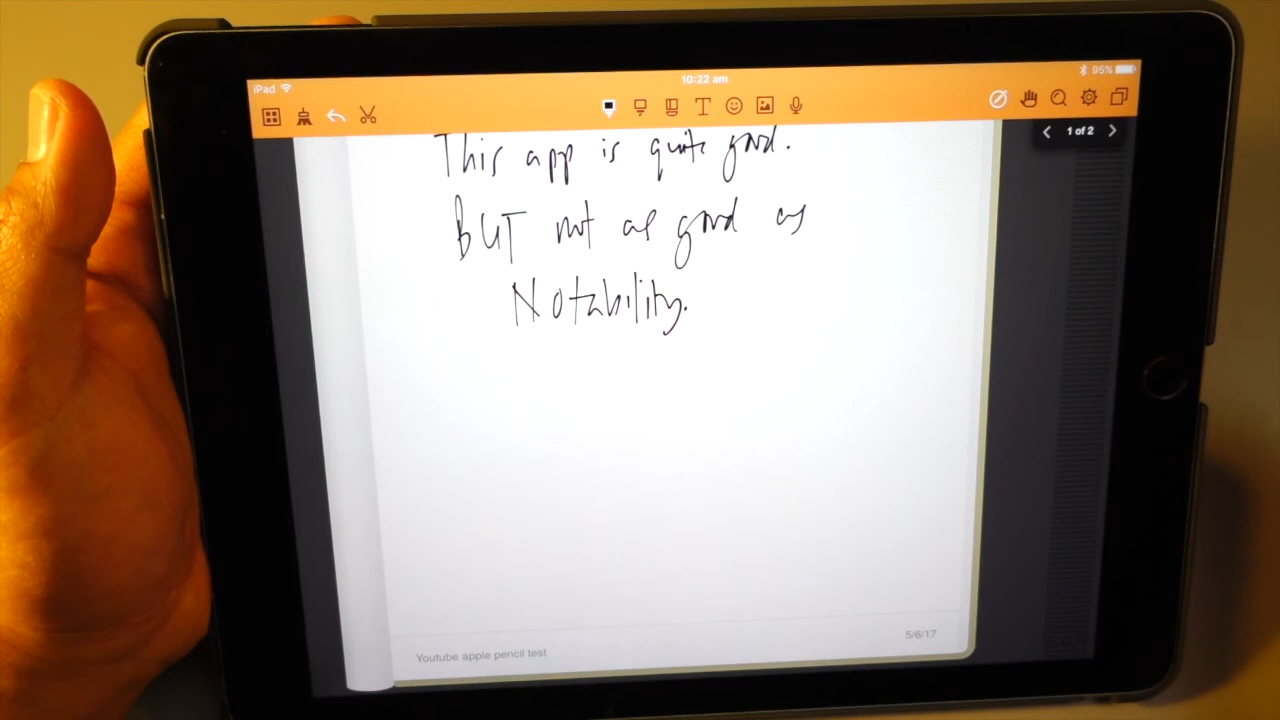 iPad 10:22 am 95%
T
1 of 2
This app is quite good.
BUT not as good as
Notability.
5/6/17
Youtube apple pencil test